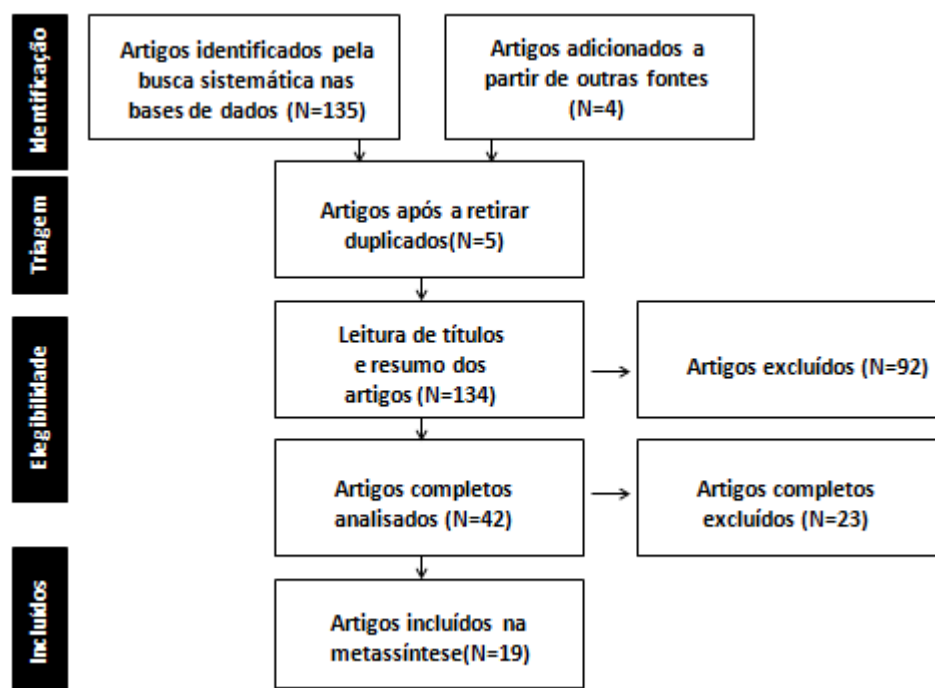 Identificação
Artigos identificados pela
busca sistemática nas
bases de dados (N=135)
Artigos adicionados a
partir de outras fontes
(N=4)
Triagem
Artigos após a retirar
duplicados(N=5)
Elegibilidade
Leitura de títulos
e resumo dos
artigos (N=134)
Artigos excluídos (N=92)
Artigos completos
analisados (N=42)
Artigos completos
excluídos (N=23)
Incluídos
Artigos incluídos na
metassíntese(N=19)